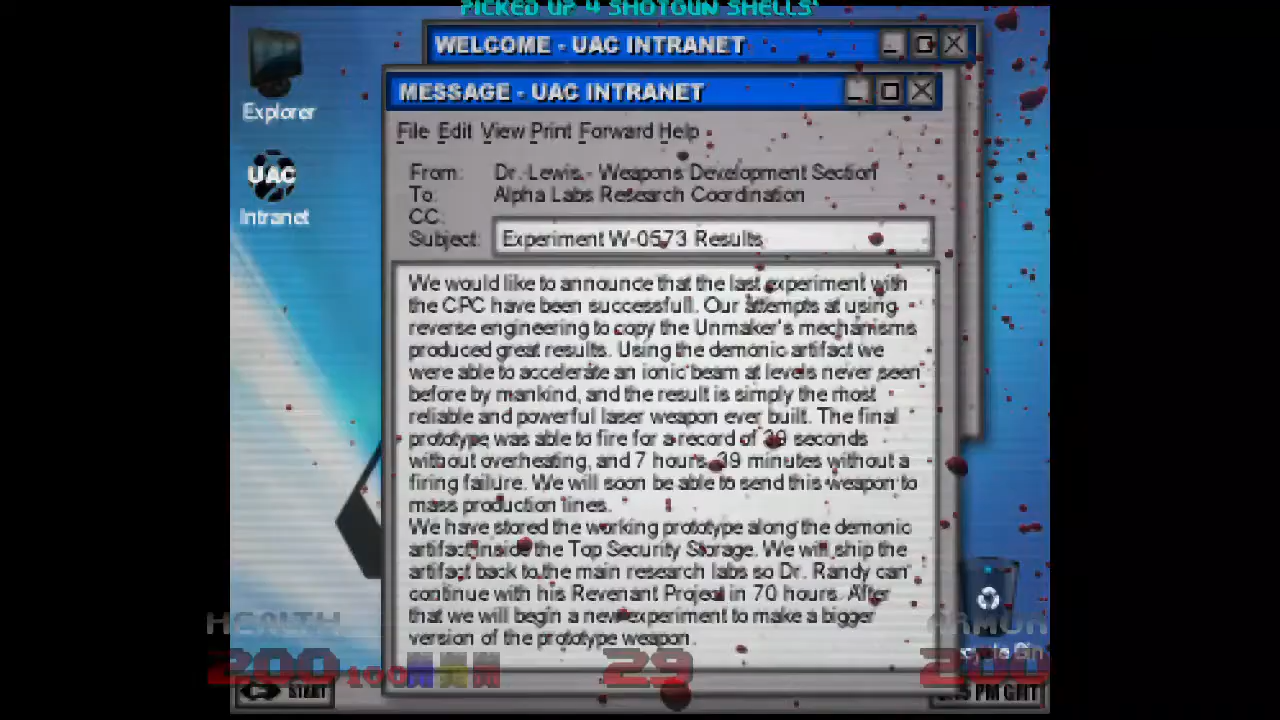 PICKED UP 4 SHOTGUN SHELLS'
WELCOME - UAC INTRANET
MESSAGE - UAC INTRANET
Explorer
File Edit View Print Forward Help
UAC
Intranet
From: Dr. Lewis - Weapons Development Section
To: Alpha Labs Research Coordination
CC:
Subject: Experiment W-0573 Results
We would like to announce that the last experiment with
the CPC have been successfull. Our attempts at using
reverse engineering to copy the Unmaker's mechanisms
produced great results. Using the demonic artifact we
were able to accelerate an ionic beam at levels never seen
before by mankind, and the result is simply the most
reliable and powerful laser weapon ever built. The final
prototype was able to fire for a record of 39 seconds
without overheating, and 7 hours 39 minutes without a
firing failure. We will soon be able to send this weapon to
mass production lines.
We have stored the working prototype along the demonic
artifact inside the Top Security Storage. We will ship the
artifact back to the main research labs so Dr. Randy can
continue with his Revenant Project in 70 hours. After
that we will begin a new experiment to make a bigger
version of the prototype weapon.
HEALTH ARMOR
200 100 29 200
START PM GMT